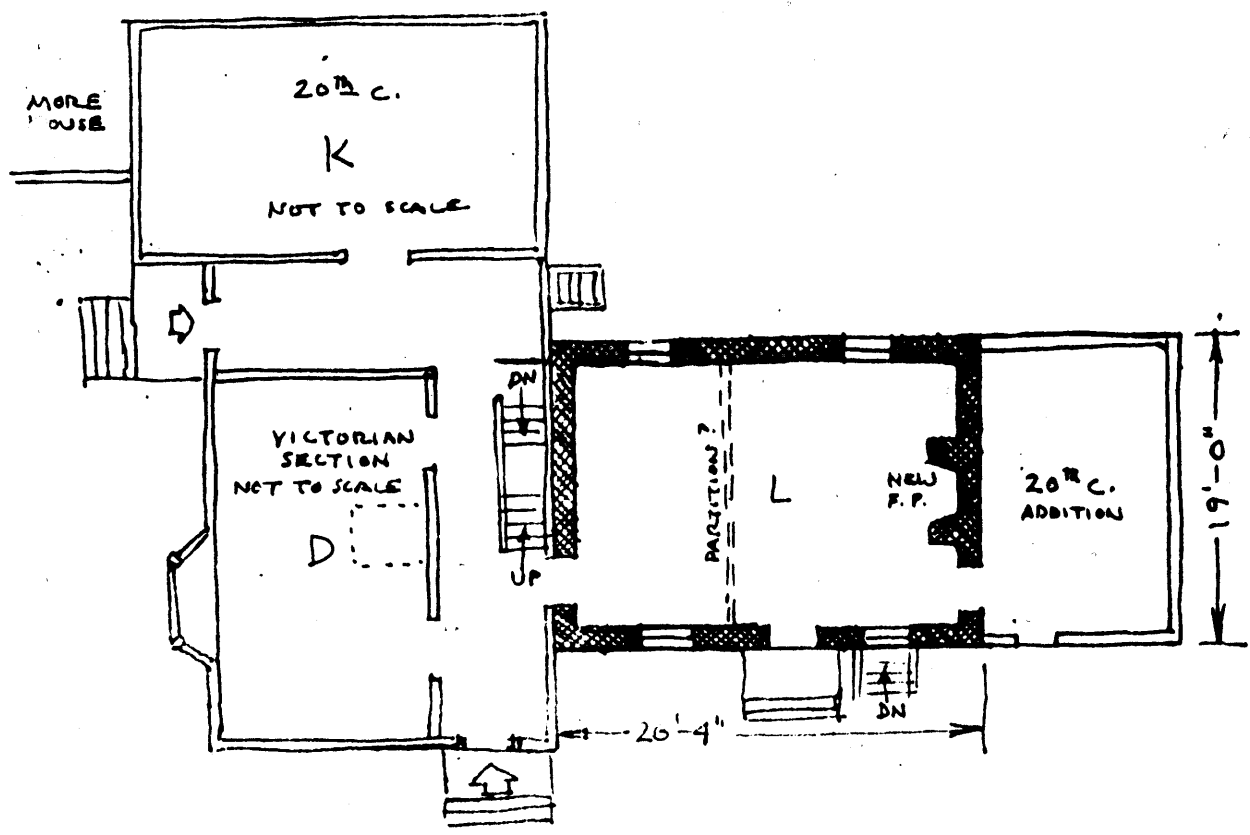 20th C.
MORE
K
NOT TO SCALE
DN
VICTORIAN
SECTION
NOT TO SCALE
D
UP
PARTITION?
L
NEW
F.P.
20th C.
ADDITION
19'-0"
DN
20'-4"